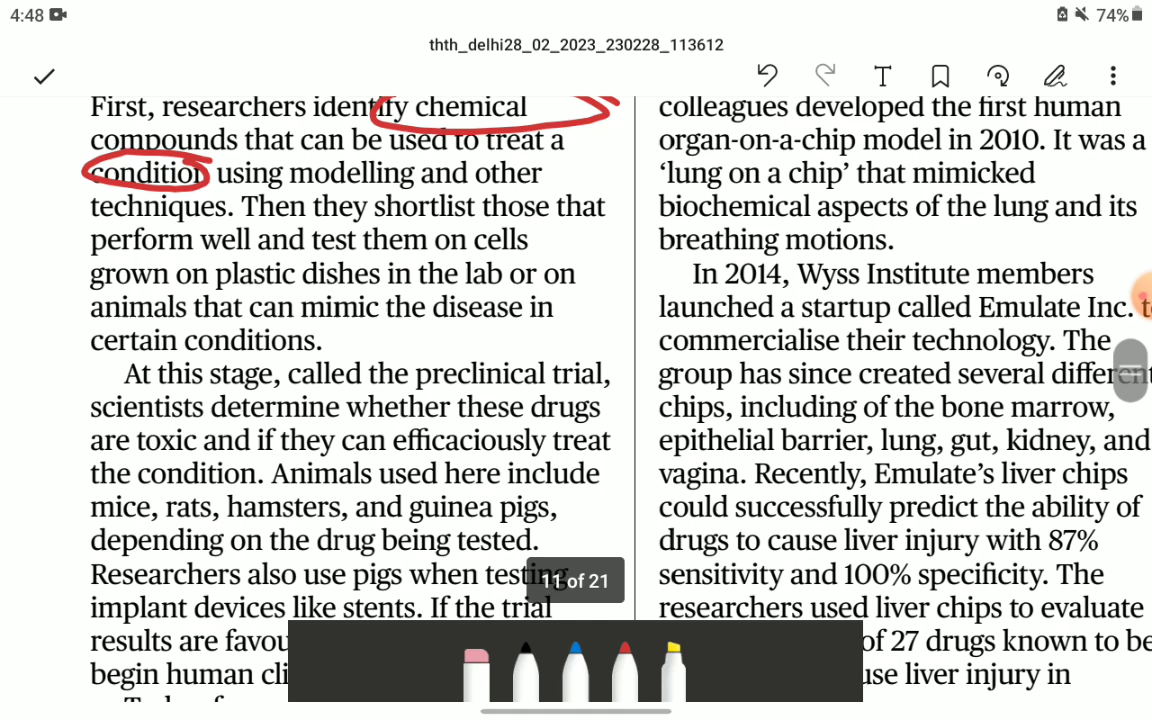 4:48
74%
thth_delhi28_02_2023_230228_113612
First, researchers identify chemical
compounds that can be used to treat a
condition using modelling and other
techniques. Then they shortlist those that
perform well and test them on cells
grown on plastic dishes in the lab or on
animals that can mimic the disease in
certain conditions.
At this stage, called the preclinical trial,
scientists determine whether these drugs
are toxic and if they can efficaciously treat
the condition. Animals used here include
mice, rats, hamsters, and guinea pigs,
depending on the drug being tested.
Researchers also use pigs when testing
implant devices like stents. If the trial
results are favou
begin human cli
colleagues developed the first human
organ-on-a-chip model in 2010. It was a
‘lung on a chip’ that mimicked
biochemical aspects of the lung and its
breathing motions.
In 2014, Wyss Institute members
launched a startup called Emulate Inc. t
commercialise their technology. The
group has since created several different
chips, including of the bone marrow,
epithelial barrier, lung, gut, kidney, and
vagina. Recently, Emulate’s liver chips
could successfully predict the ability of
drugs to cause liver injury with 87%
sensitivity and 100% specificity. The
researchers used liver chips to evaluate
of 27 drugs known to be
use liver injury in
11 of 21